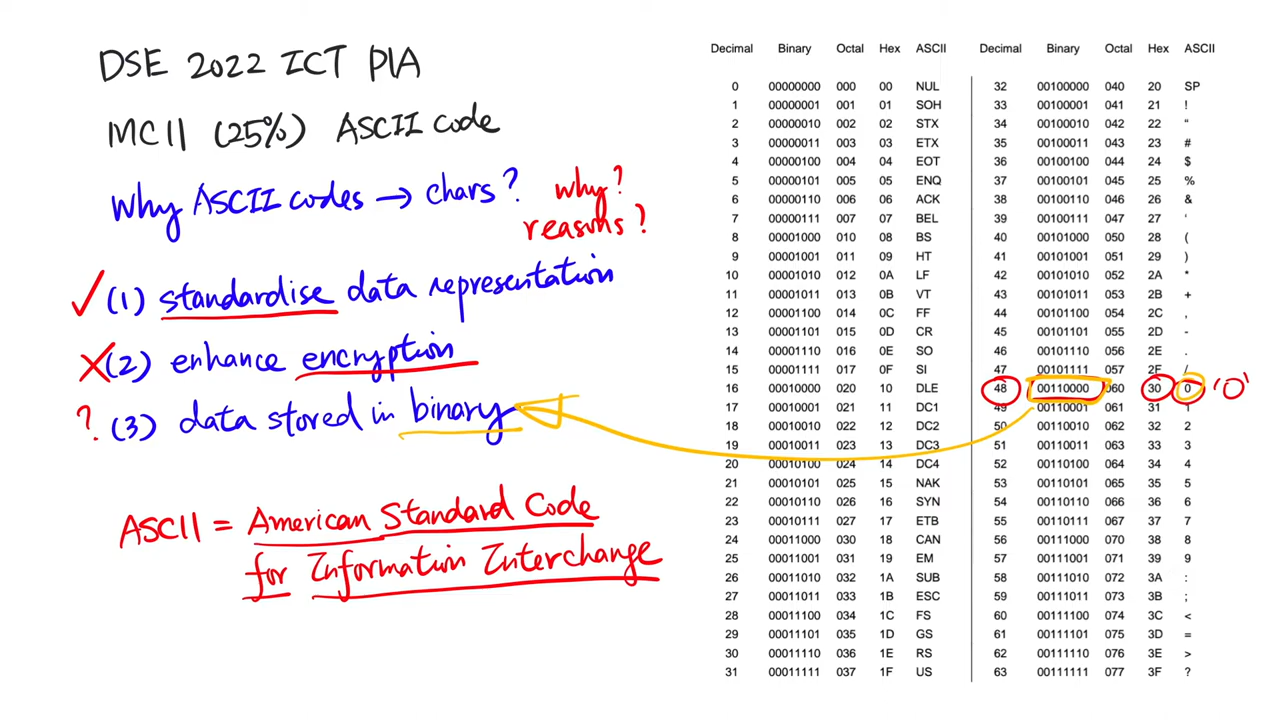 DSE 2022 ICT P1A
MC11 (25%) ASCII code
Why ASCII codes → chars?
why?
reasons?
✓ (1) standardise data representation
✗ (2) enhance encryption
? (3) data stored in binary
ASCII = American Standard Code
for Information Interchange
Decimal Binary Octal Hex ASCII Decimal Binary Octal Hex ASCII
0 00000000 000 00 NUL 32 00100000 040 20 SP
1 00000001 001 01 SOH 33 00100001 041 21 !
2 00000010 002 02 STX 34 00100010 042 22 “
3 00000011 003 03 ETX 35 00100011 043 23 #
4 00000100 004 04 EOT 36 00100100 044 24 $
5 00000101 005 05 ENQ 37 00100101 045 25 %
6 00000110 006 06 ACK 38 00100110 046 26 &
7 00000111 007 07 BEL 39 00100111 047 27 ‘
8 00001000 010 08 BS 40 00101000 050 28 (
9 00001001 011 09 HT 41 00101001 051 29 )
10 00001010 012 0A LF 42 00101010 052 2A *
11 00001011 013 0B VT 43 00101011 053 2B +
12 00001100 014 0C FF 44 00101100 054 2C ,
13 00001101 015 0D CR 45 00101101 055 2D -
14 00001110 016 0E SO 46 00101110 056 2E .
15 00001111 017 0F SI 47 00101111 057 2F /
16 00010000 020 10 DLE 48 00110000 060 30 0 '0'
17 00010001 021 11 DC1 49 00110001 061 31 1
18 00010010 022 12 DC2 50 00110010 062 32 2
19 00010011 023 13 DC3 51 00110011 063 33 3
20 00010100 024 14 DC4 52 00110100 064 34 4
21 00010101 025 15 NAK 53 00110101 065 35 5
22 00010110 026 16 SYN 54 00110110 066 36 6
23 00010111 027 17 ETB 55 00110111 067 37 7
24 00011000 030 18 CAN 56 00111000 070 38 8
25 00011001 031 19 EM 57 00111001 071 39 9
26 00011010 032 1A SUB 58 00111010 072 3A :
27 00011011 033 1B ESC 59 00111011 073 3B ;
28 00011100 034 1C FS 60 00111100 074 3C <
29 00011101 035 1D GS 61 00111101 075 3D =
30 00011110 036 1E RS 62 00111110 076 3E >
31 00011111 037 1F US 63 00111111 077 3F ?